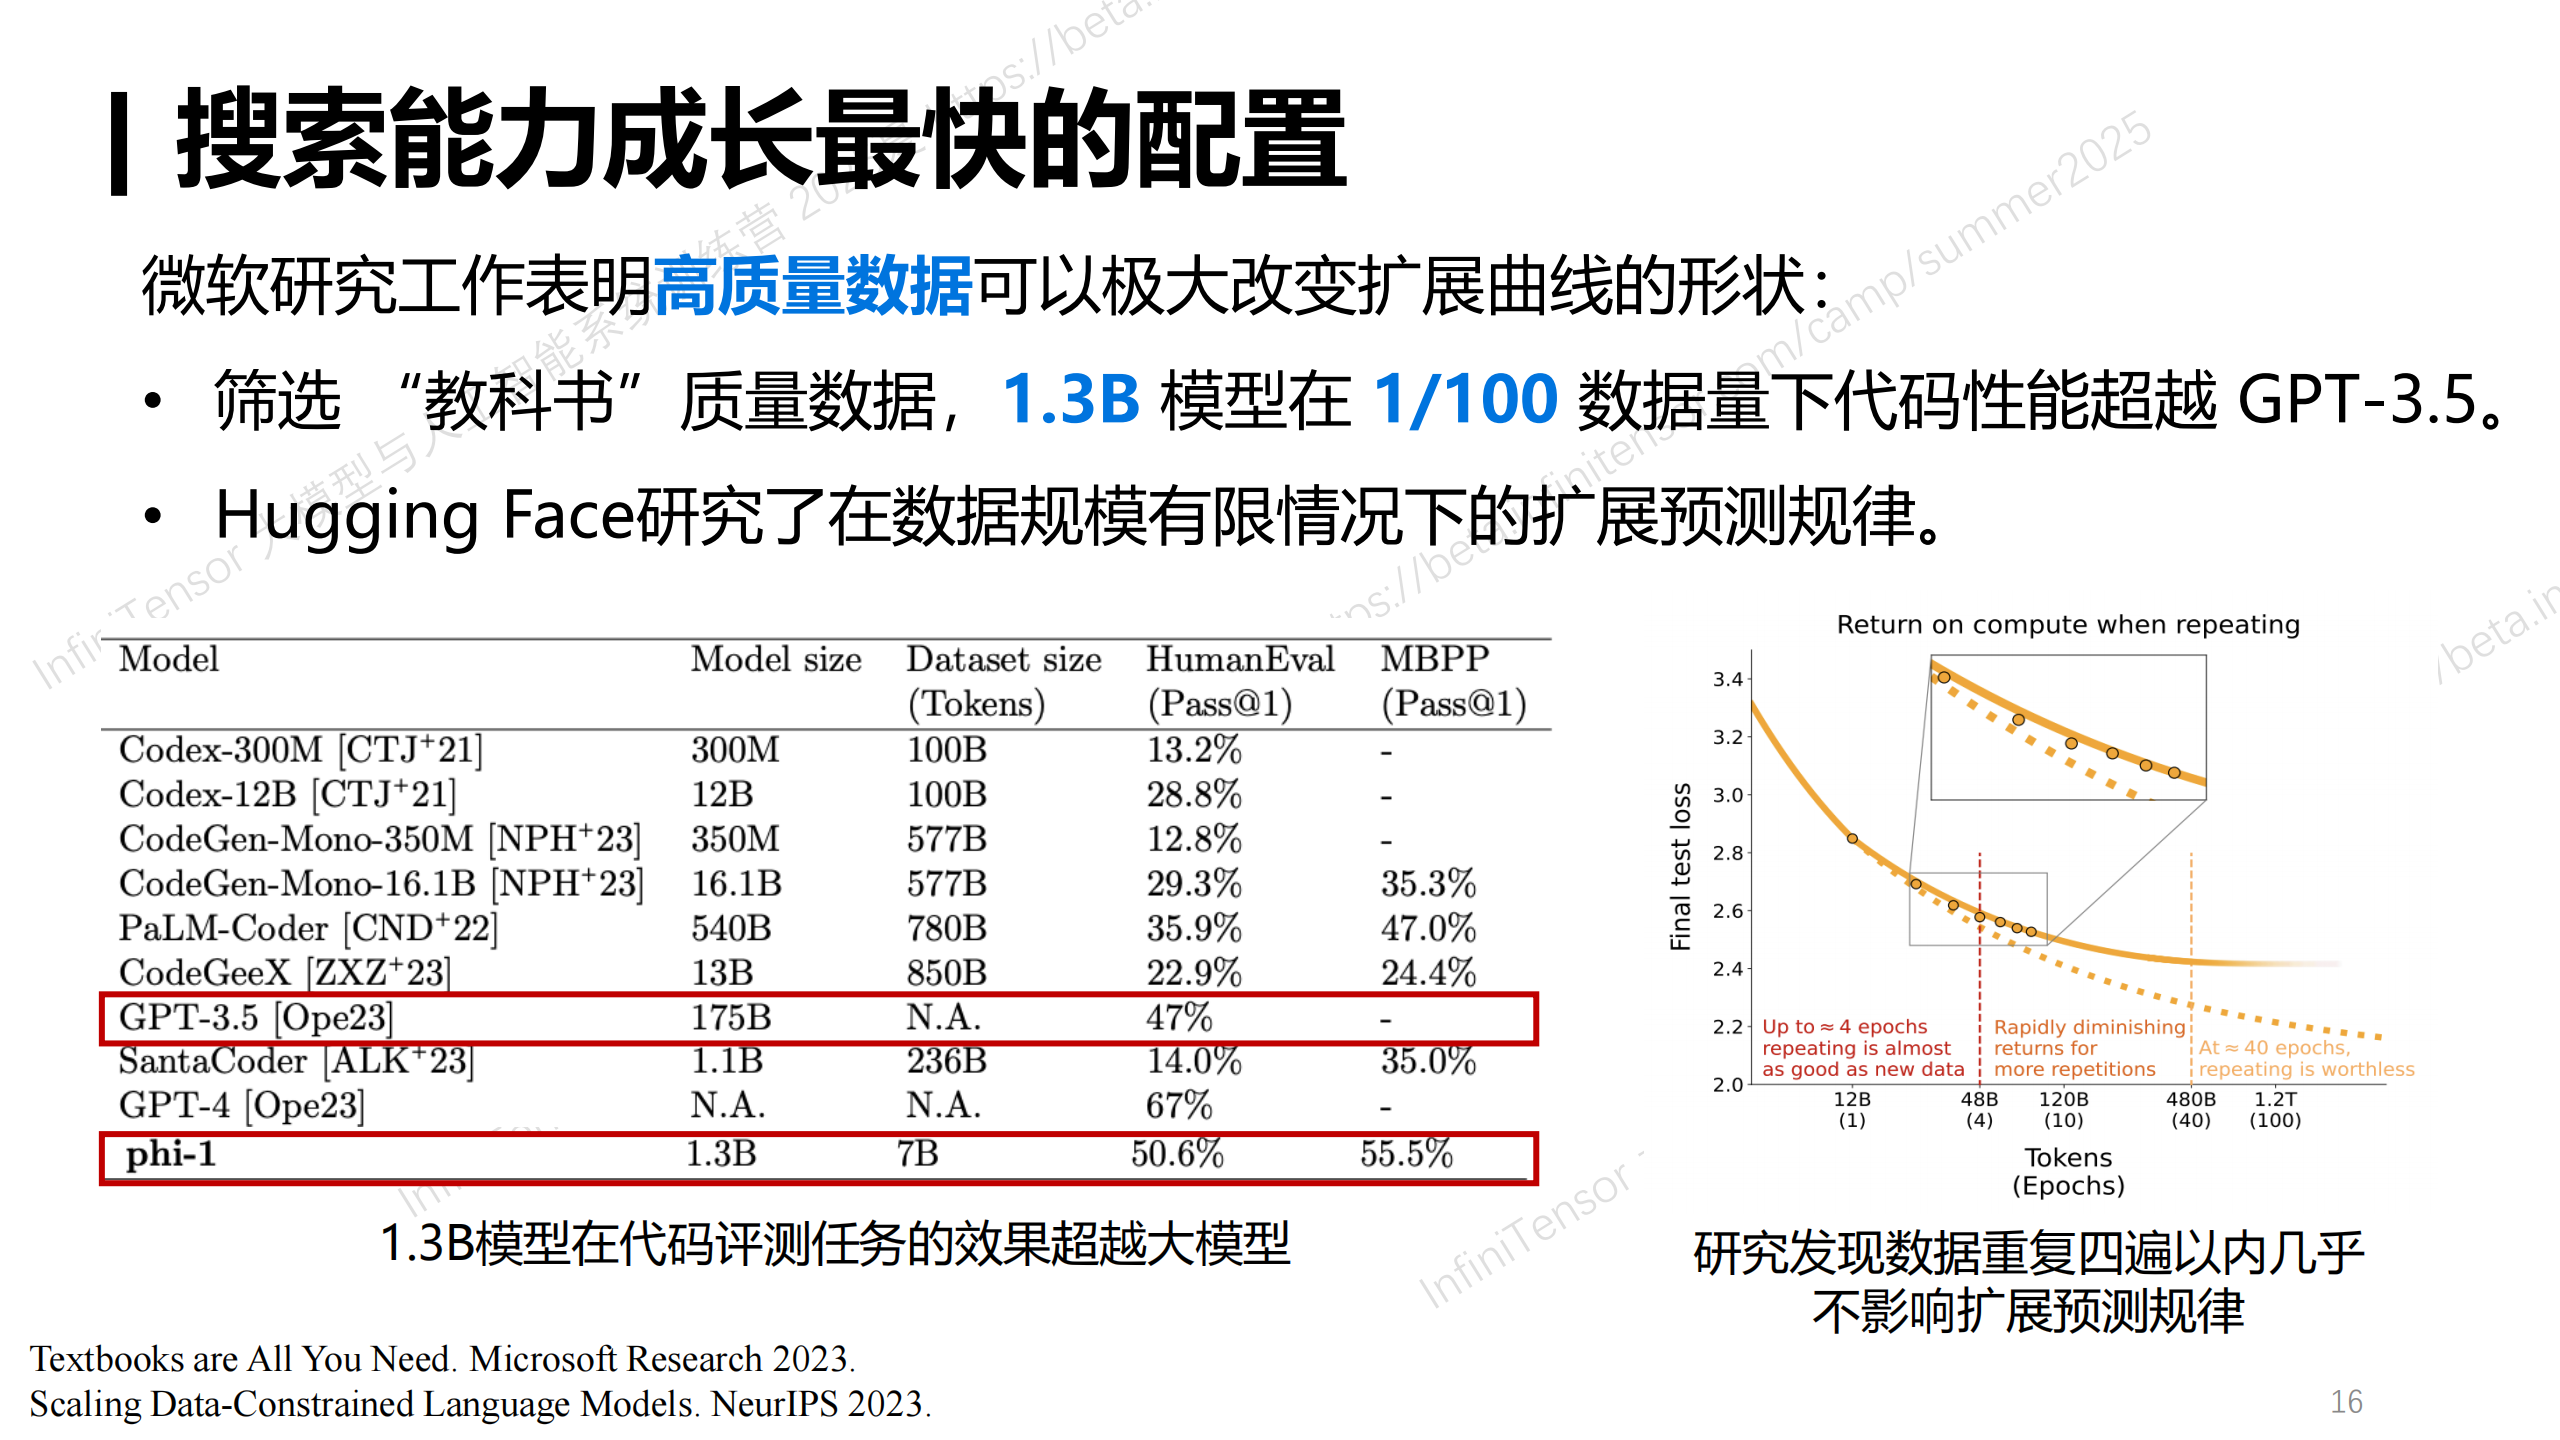 搜索能力成长最快的配置
微软研究工作表明高质量数据可以极大改变扩展曲线的形状：
• 筛选 “教科书” 质量数据，1.3B 模型在 1/100 数据量下代码性能超越 GPT-3.5。
• Hugging Face研究了在数据规模有限情况下的扩展预测规律。
Model Model size Dataset size (Tokens) HumanEval (Pass@1) MBPP (Pass@1)
Codex-300M [CTJ+21] 300M 100B 13.2% -
Codex-12B [CTJ+21] 12B 100B 28.8% -
CodeGen-Mono-350M [NPH+23] 350M 577B 12.8% -
CodeGen-Mono-16.1B [NPH+23] 16.1B 577B 29.3% 35.3%
PaLM-Coder [CND+22] 540B 780B 35.9% 47.0%
CodeGeeX [ZXZ+23] 13B 850B 22.9% 24.4%
GPT-3.5 [Ope23] 175B N.A. 47% -
SantaCoder [ALK+23] 1.1B 236B 14.0% 35.0%
GPT-4 [Ope23] N.A. N.A. 67% -
phi-1 1.3B 7B 50.6% 55.5%
1.3B模型在代码评测任务的效果超越大模型
Return on compute when repeating
Final test loss
3.4
3.2
3.0
2.8
2.6
2.4
2.2
2.0
Up to ≈ 4 epochs
repeating is almost
as good as new data
Rapidly diminishing
returns for
more repetitions
At ≈ 40 epochs,
repeating is worthless
12B 48B 120B 480B 1.2T
(1) (4) (10) (40) (100)
Tokens
(Epochs)
研究发现数据重复四遍以内几乎
不影响扩展预测规律
Textbooks are All You Need. Microsoft Research 2023.
Scaling Data-Constrained Language Models. NeurIPS 2023.
16